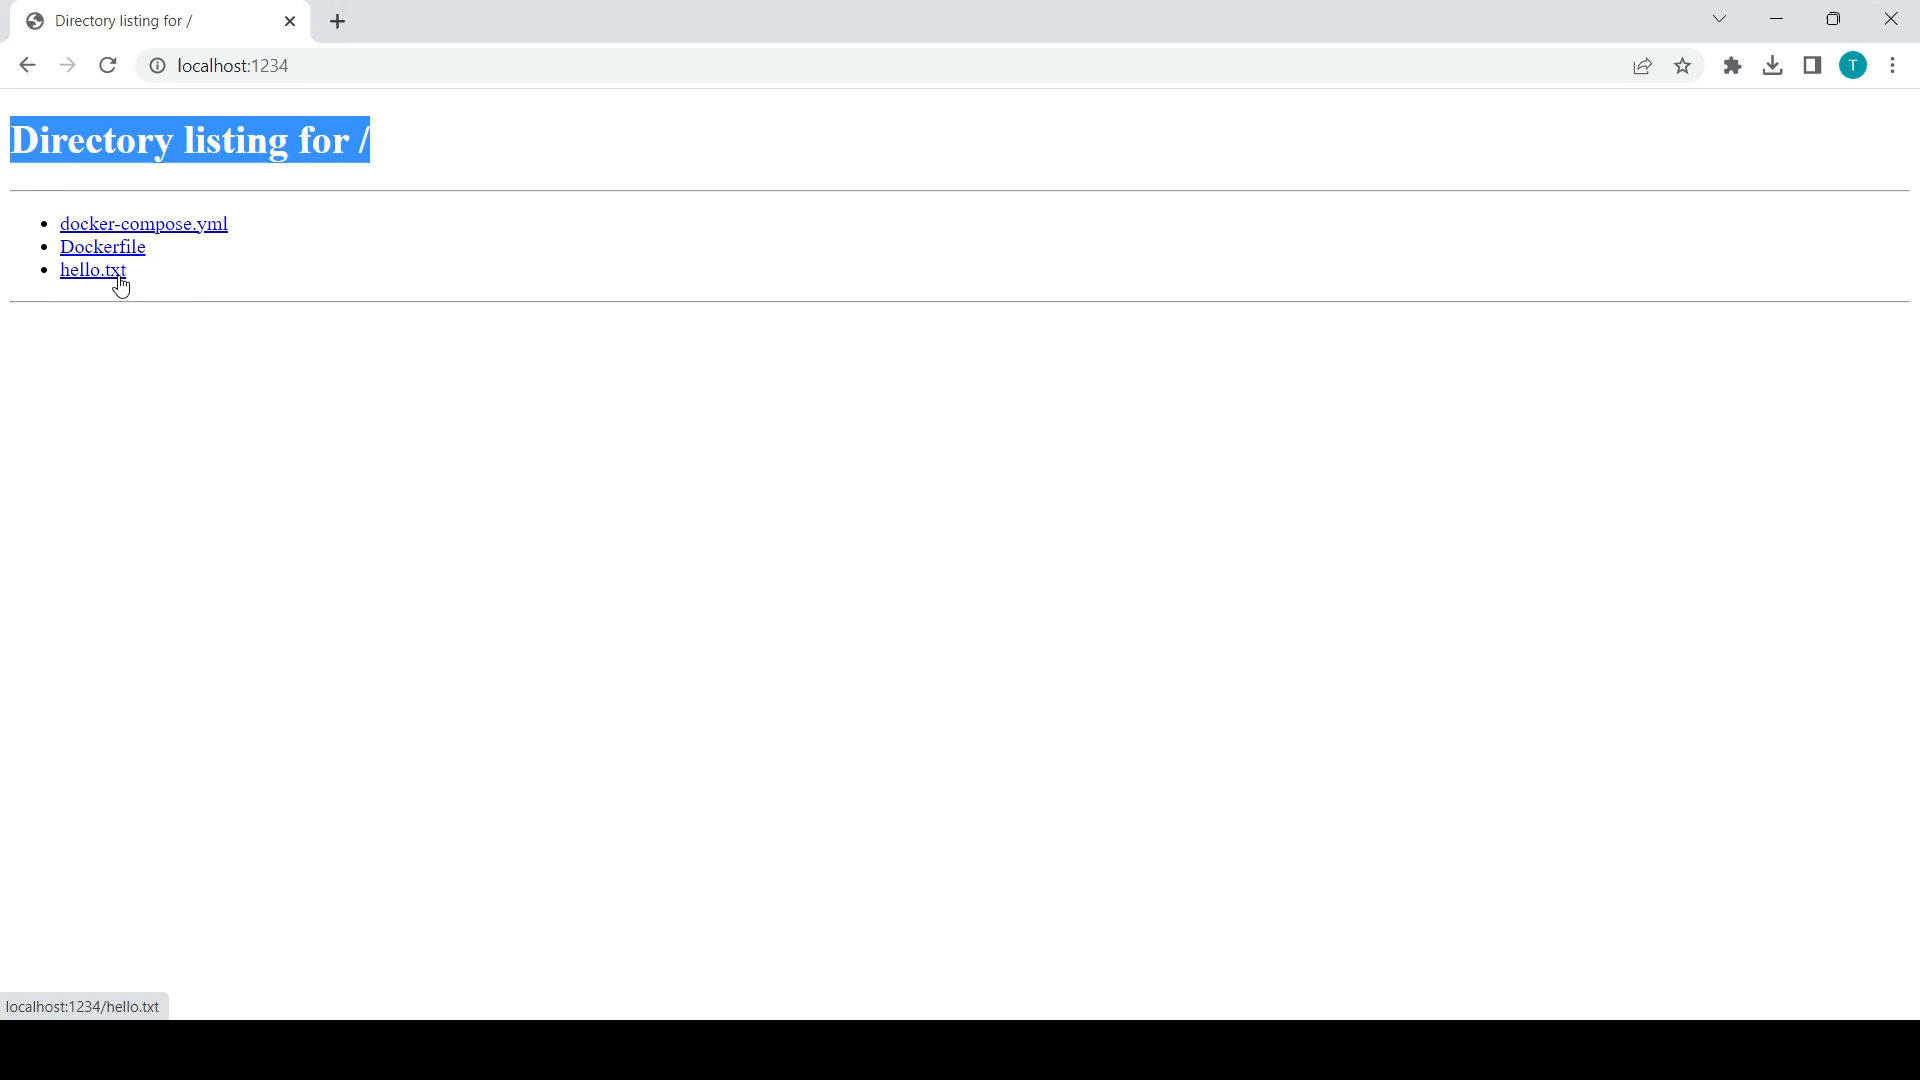 Directory listing for /
localhost:1234
T
Directory listing for /
docker-compose.yml
Dockerfile
hello.txt
localhost:1234/hello.txt